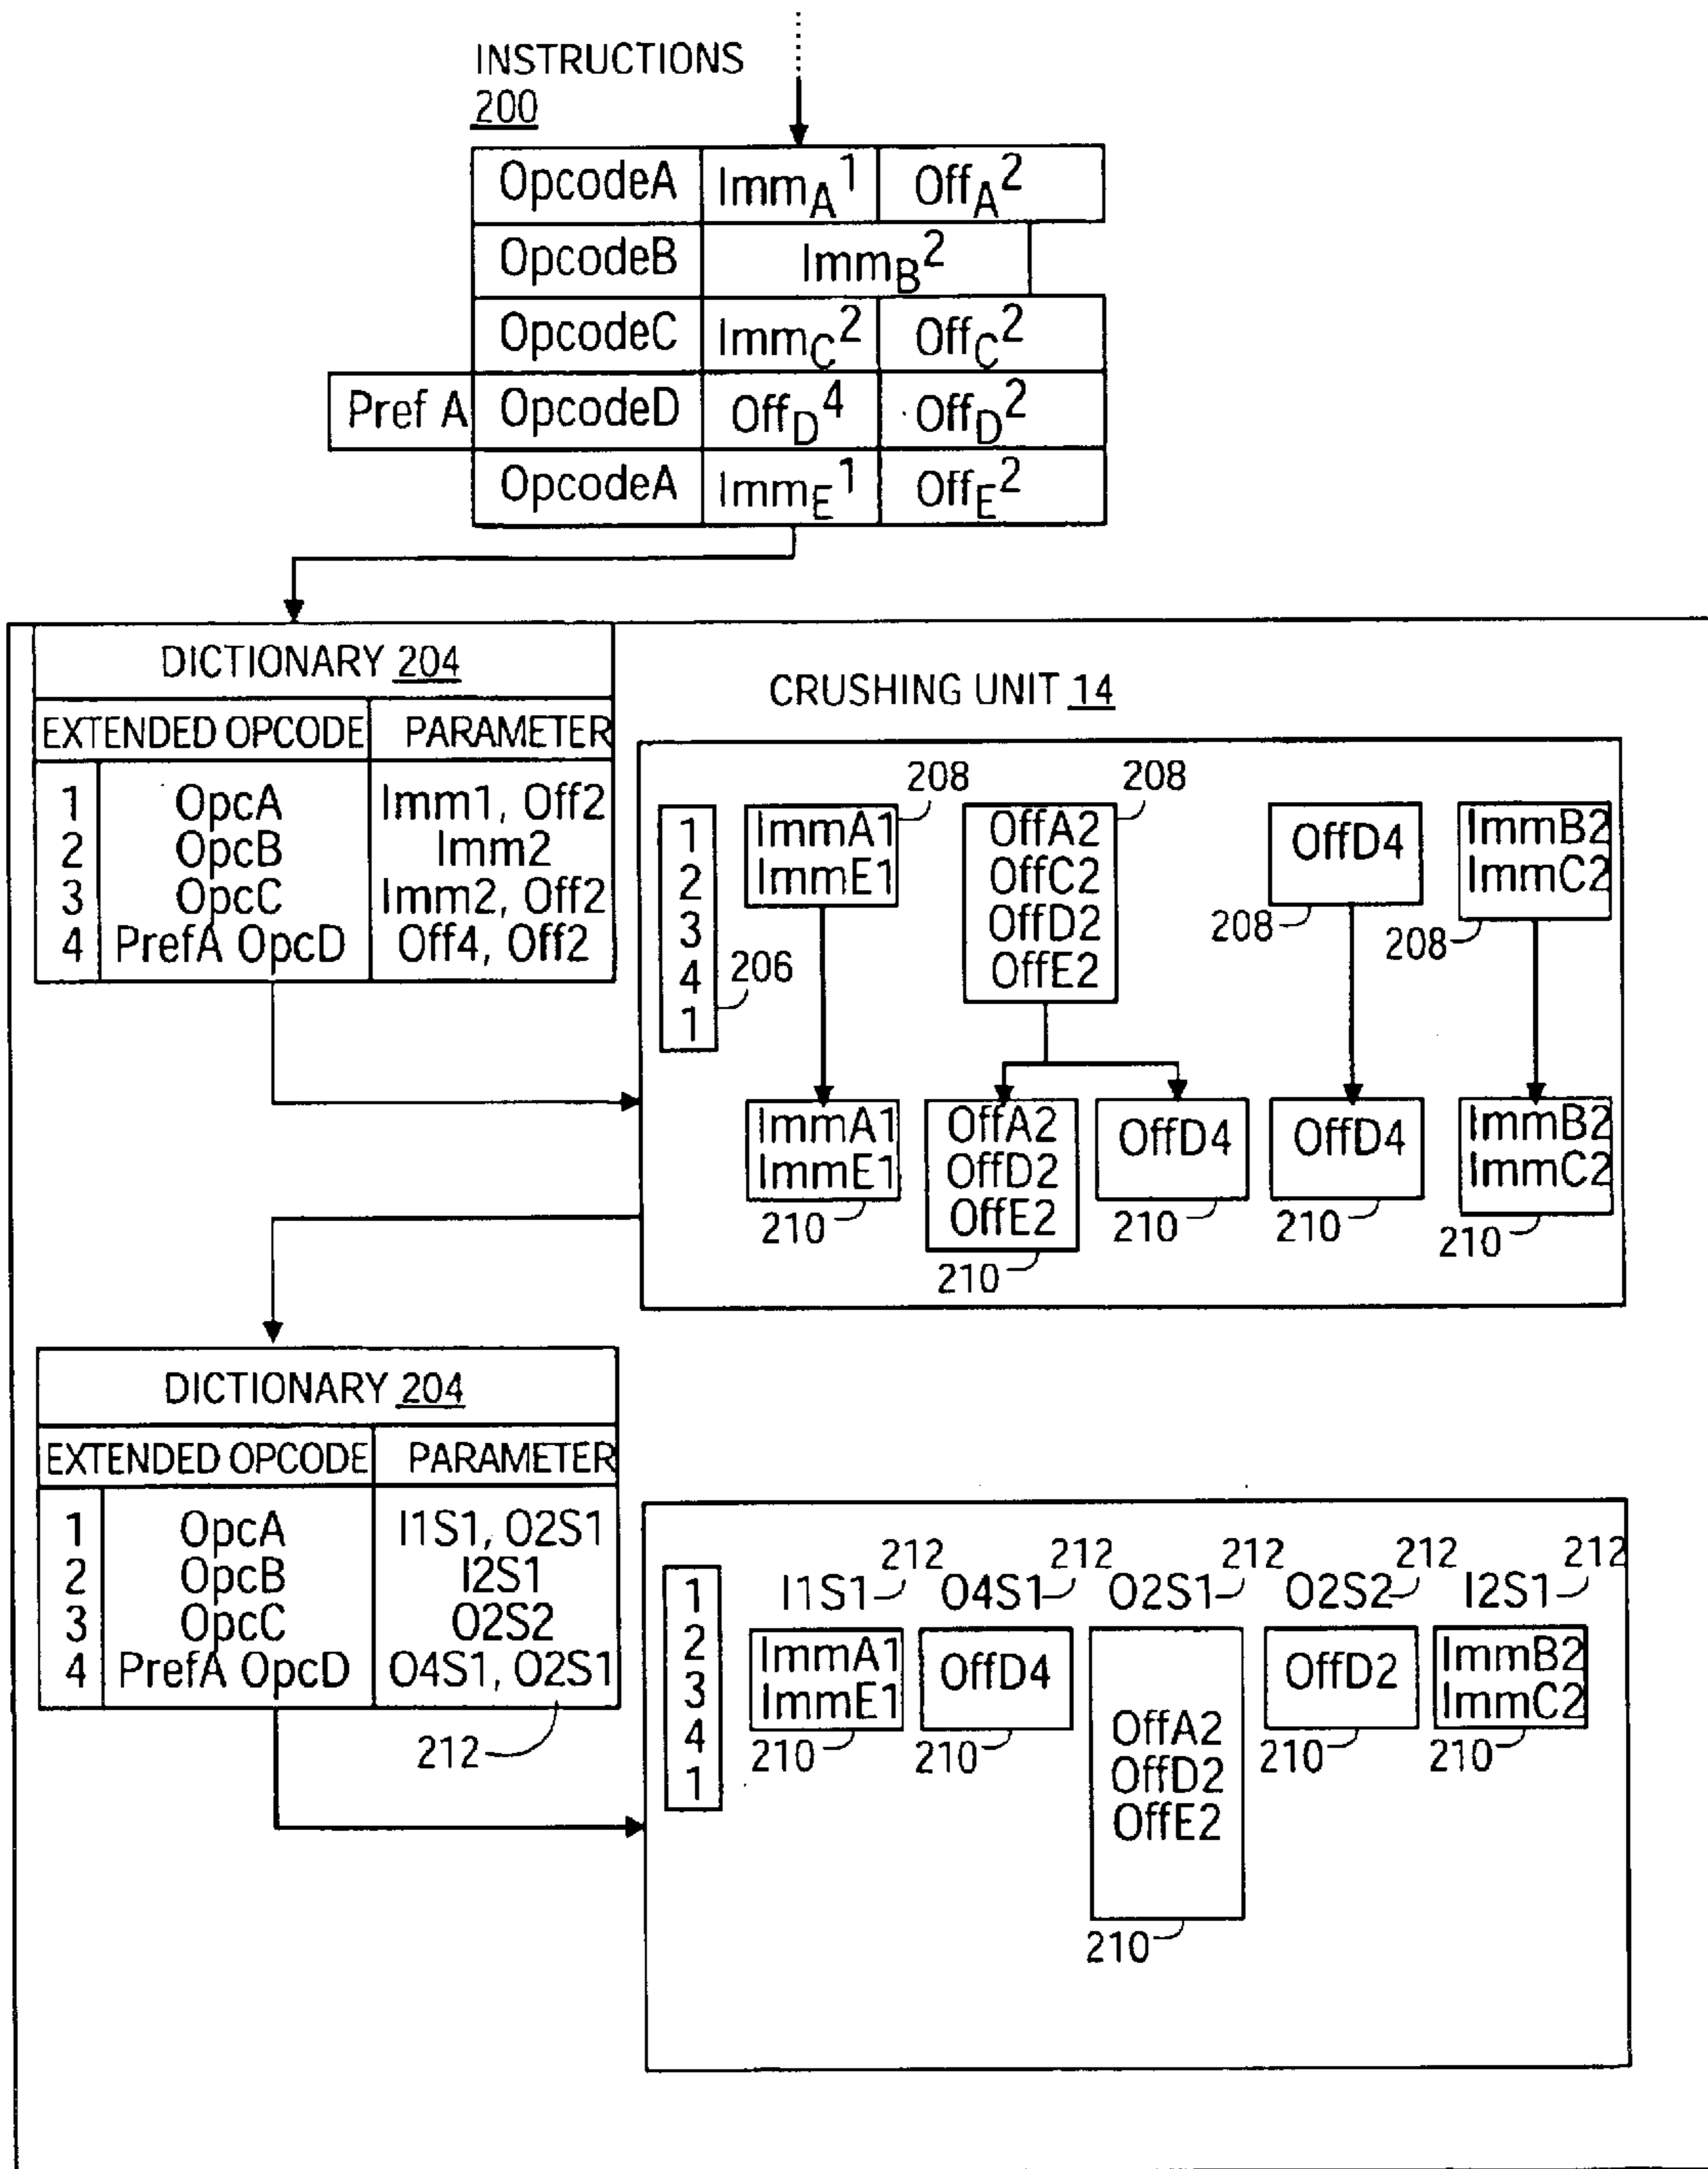 INSTRUCTIONS
200
OpcodeA ImmA1 OffA2
OpcodeB ImmB2
OpcodeC ImmC2 OffC2
Pref A OpcodeD OffD4 OffD2
OpcodeA ImmE1 OffE2
DICTIONARY 204
EXTENDED OPCODE PARAMETER
1 OpcA Imm1, Off2
2 OpcB Imm2
3 OpcC Imm2, Off2
4 PrefA OpcD Off4, Off2
CRUSHING UNIT 14
208 208
1 ImmA1 OffA2 OffD4 ImmB2
2 ImmE1 OffC2 ImmC2
3 OffD2 208 208
4 OffE2
206
1
ImmA1 OffA2 OffD4 OffD4 ImmB2
ImmE1 OffD2 ImmC2
210 OffE2 210 210 210
210
DICTIONARY 204
EXTENDED OPCODE PARAMETER
1 OpcA I1S1, O2S1
2 OpcB I2S1
3 OpcC O2S2
4 PrefA OpcD O4S1, O2S1
212
212 212 212 212 212
1 I1S1 O4S1 O2S1 O2S2 I2S1
2 ImmA1 OffD4 OffD2 ImmB2
3 ImmE1 ImmC2
4 OffA2
210 210 210 210
1 OffD2
OffE2
210